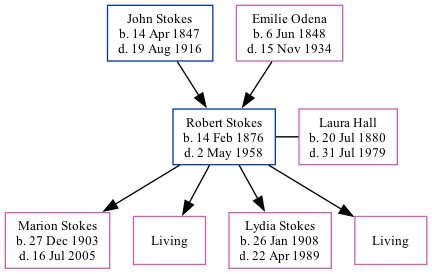 John Stokes
b. 14 Apr 1847
d. 19 Aug 1916
Emilie Odena
b. 6 Jun 1848
d. 15 Nov 1934
Robert Stokes
b. 14 Feb 1876
d. 2 May 1958
Laura Hall
b. 20 Jul 1880
d. 31 Jul 1979
Marion Stokes
b. 27 Dec 1903
d. 16 Jul 2005
Living
Lydia Stokes
b. 26 Jan 1908
d. 22 Apr 1989
Living